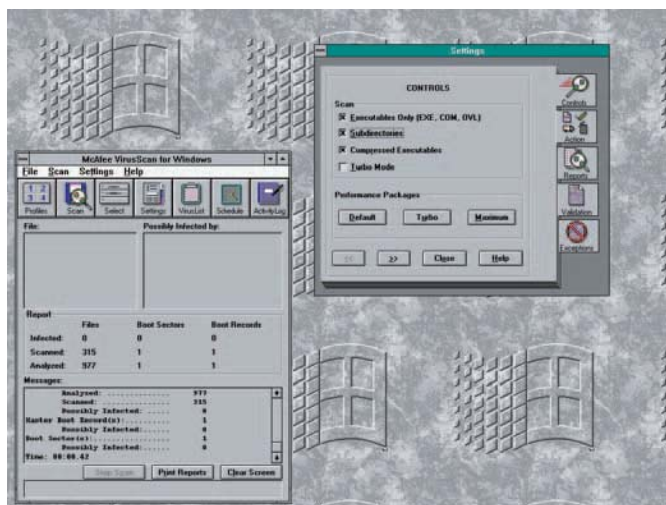 McAfee VirusScan for Windows
File Scan Settings Help
Profiles Scan Select Settings VirusList Schedule ActivityLog
File: Possibly Infected by:
Report
Files Boot Sectors Boot Records
Infected: 0 0 0
Scanned: 315 1 1
Analyzed: 977 1 1
Messages:
Analyzed:............. 977
Scanned:.............. 315
Possibly Infected:..... 0
Master Boot Record(s):......... 1
Possibly Infected:..... 0
Boot Sector(s):................ 1
Possibly Infected:..... 0
Time: 00:00.42
Stop Scan Print Reports Clear Screen
Settings
CONTROLS
Scan
Executables Only (EXE, COM, OVL)
Subdirectories
Compressed Executables
Turbo Mode
Performance Packages
Default Turbo Maximum
<< >> Close Help
Controls
Action
Reports
Validation
Exceptions